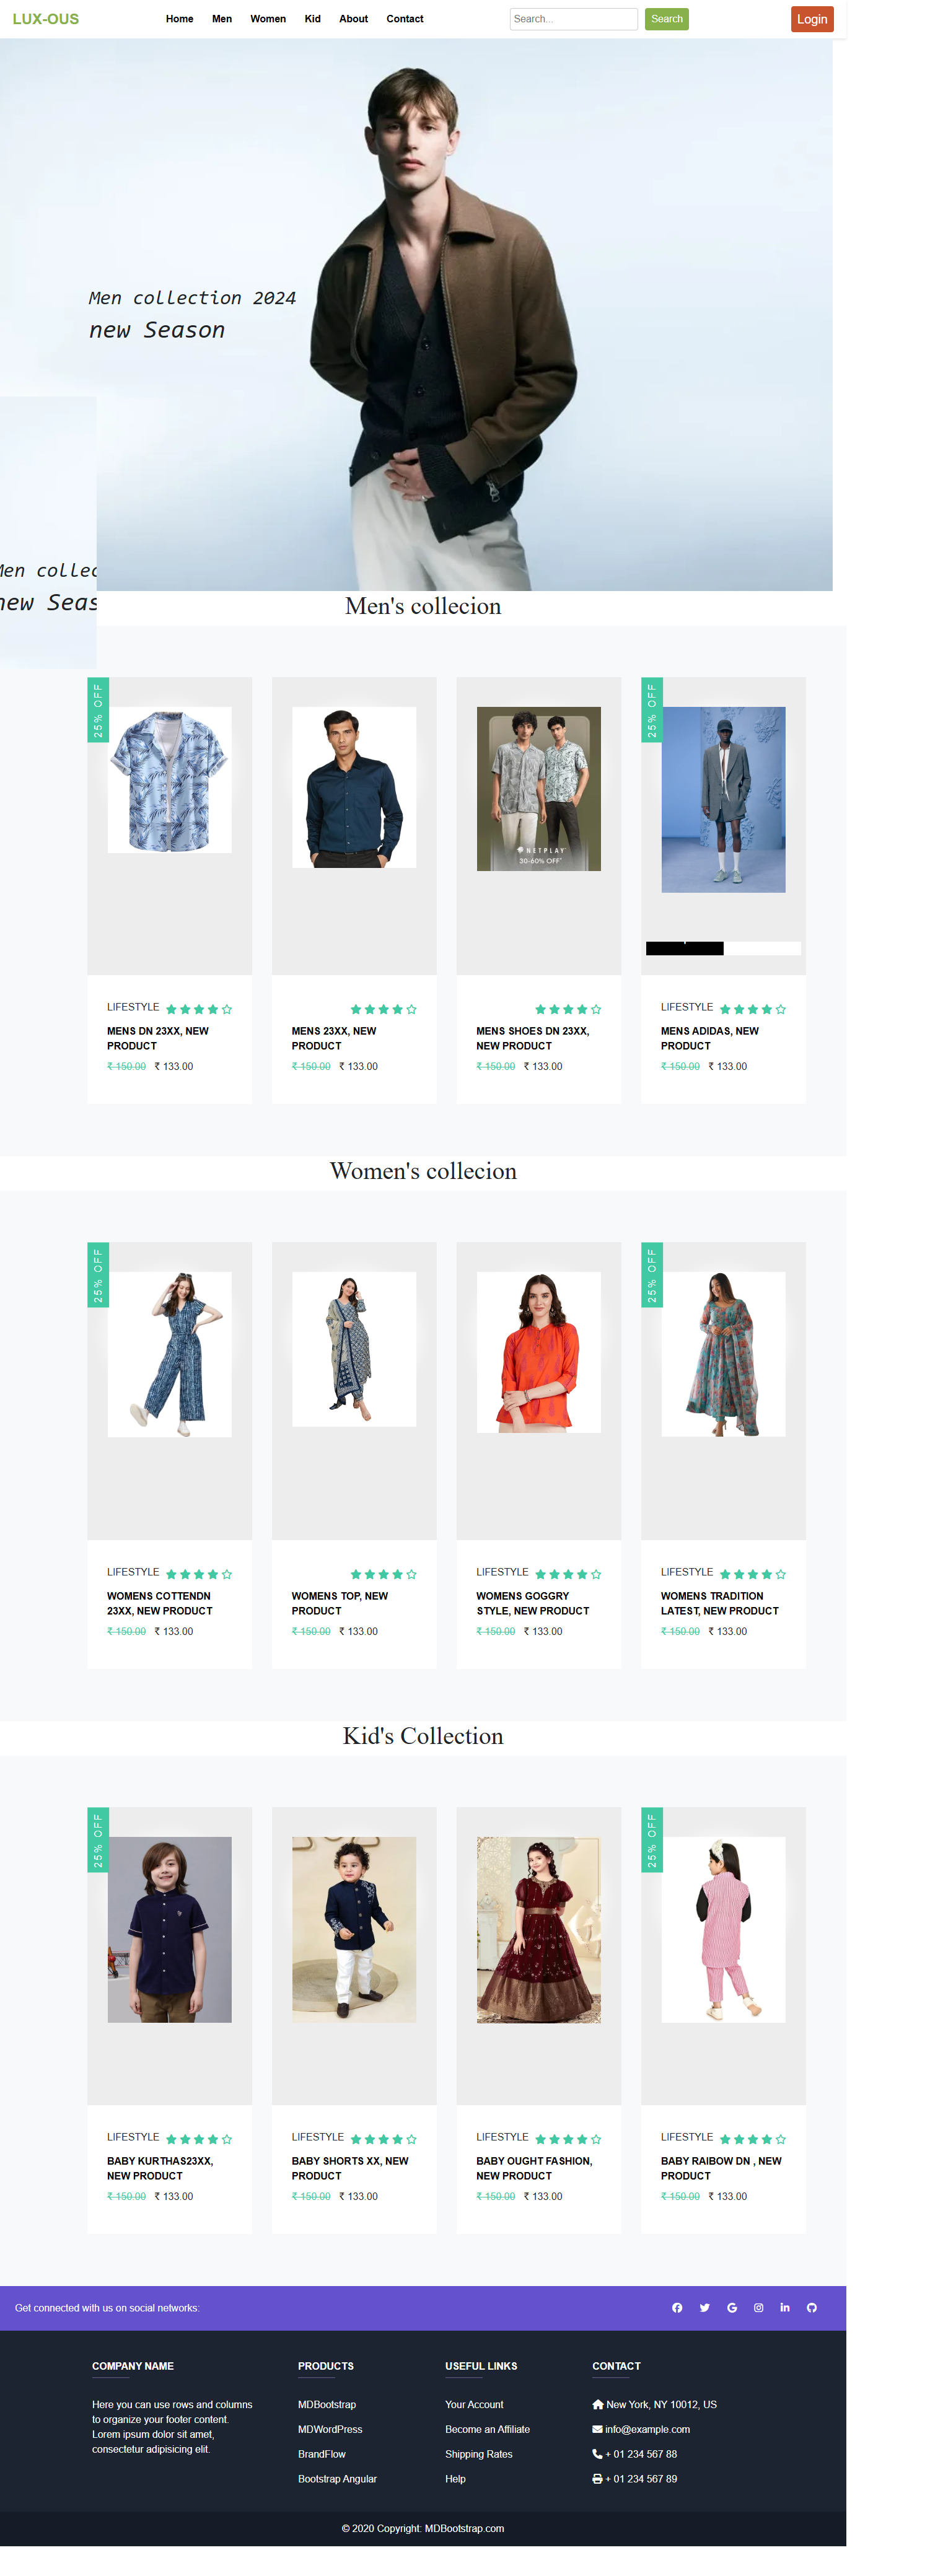 LUX-OUS
Home Men Women Kid About Contact
Search...
Search
Login
Men collection 2024
new Season
Men collec
new Seas
Men's collecion
25% OFF
25% OFF
NETPLAY
30-60% OFF*
LIFESTYLE
MENS DN 23XX, NEW
PRODUCT
₹ 150.00 ₹ 133.00
MENS 23XX, NEW
PRODUCT
₹ 150.00 ₹ 133.00
MENS SHOES DN 23XX,
NEW PRODUCT
₹ 150.00 ₹ 133.00
LIFESTYLE
MENS ADIDAS, NEW
PRODUCT
₹ 150.00 ₹ 133.00
Women's collecion
25% OFF
25% OFF
LIFESTYLE
WOMENS COTTENDN
23XX, NEW PRODUCT
₹ 150.00 ₹ 133.00
WOMENS TOP, NEW
PRODUCT
₹ 150.00 ₹ 133.00
LIFESTYLE
WOMENS GOGGRY
STYLE, NEW PRODUCT
₹ 150.00 ₹ 133.00
LIFESTYLE
WOMENS TRADITION
LATEST, NEW PRODUCT
₹ 150.00 ₹ 133.00
Kid's Collection
25% OFF
25% OFF
LIFESTYLE
BABY KURTHAS23XX,
NEW PRODUCT
₹ 150.00 ₹ 133.00
LIFESTYLE
BABY SHORTS XX, NEW
PRODUCT
₹ 150.00 ₹ 133.00
LIFESTYLE
BABY OUGHT FASHION,
NEW PRODUCT
₹ 150.00 ₹ 133.00
LIFESTYLE
BABY RAIBOW DN , NEW
PRODUCT
₹ 150.00 ₹ 133.00
Get connected with us on social networks:
COMPANY NAME
Here you can use rows and columns
to organize your footer content.
Lorem ipsum dolor sit amet,
consectetur adipisicing elit.
PRODUCTS
MDBootstrap
MDWordPress
BrandFlow
Bootstrap Angular
USEFUL LINKS
Your Account
Become an Affiliate
Shipping Rates
Help
CONTACT
New York, NY 10012, US
info@example.com
+ 01 234 567 88
+ 01 234 567 89
© 2020 Copyright: MDBootstrap.com